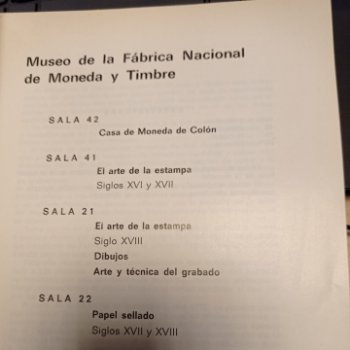 Museo de la Fábrica Nacional
de Moneda y Timbre
SALA 42
Casa de Moneda de Colón
SALA 41
El arte de la estampa
Siglos XVI y XVII
SALA 21
El arte de la estampa
Siglo XVIII
Dibujos
Arte y técnica del grabado
SALA 22
Papel sellado
Siglos XVII y XVIII